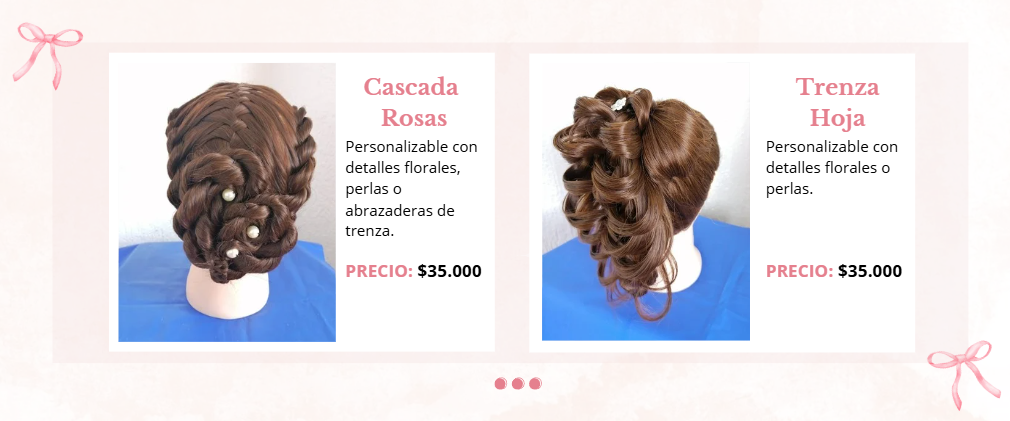 Cascada
Rosas
Personalizable con
detalles florales,
perlas o
abrazaderas de
trenza.
PRECIO: $35.000
Trenza
Hoja
Personalizable con
detalles florales o
perlas.
PRECIO: $35.000